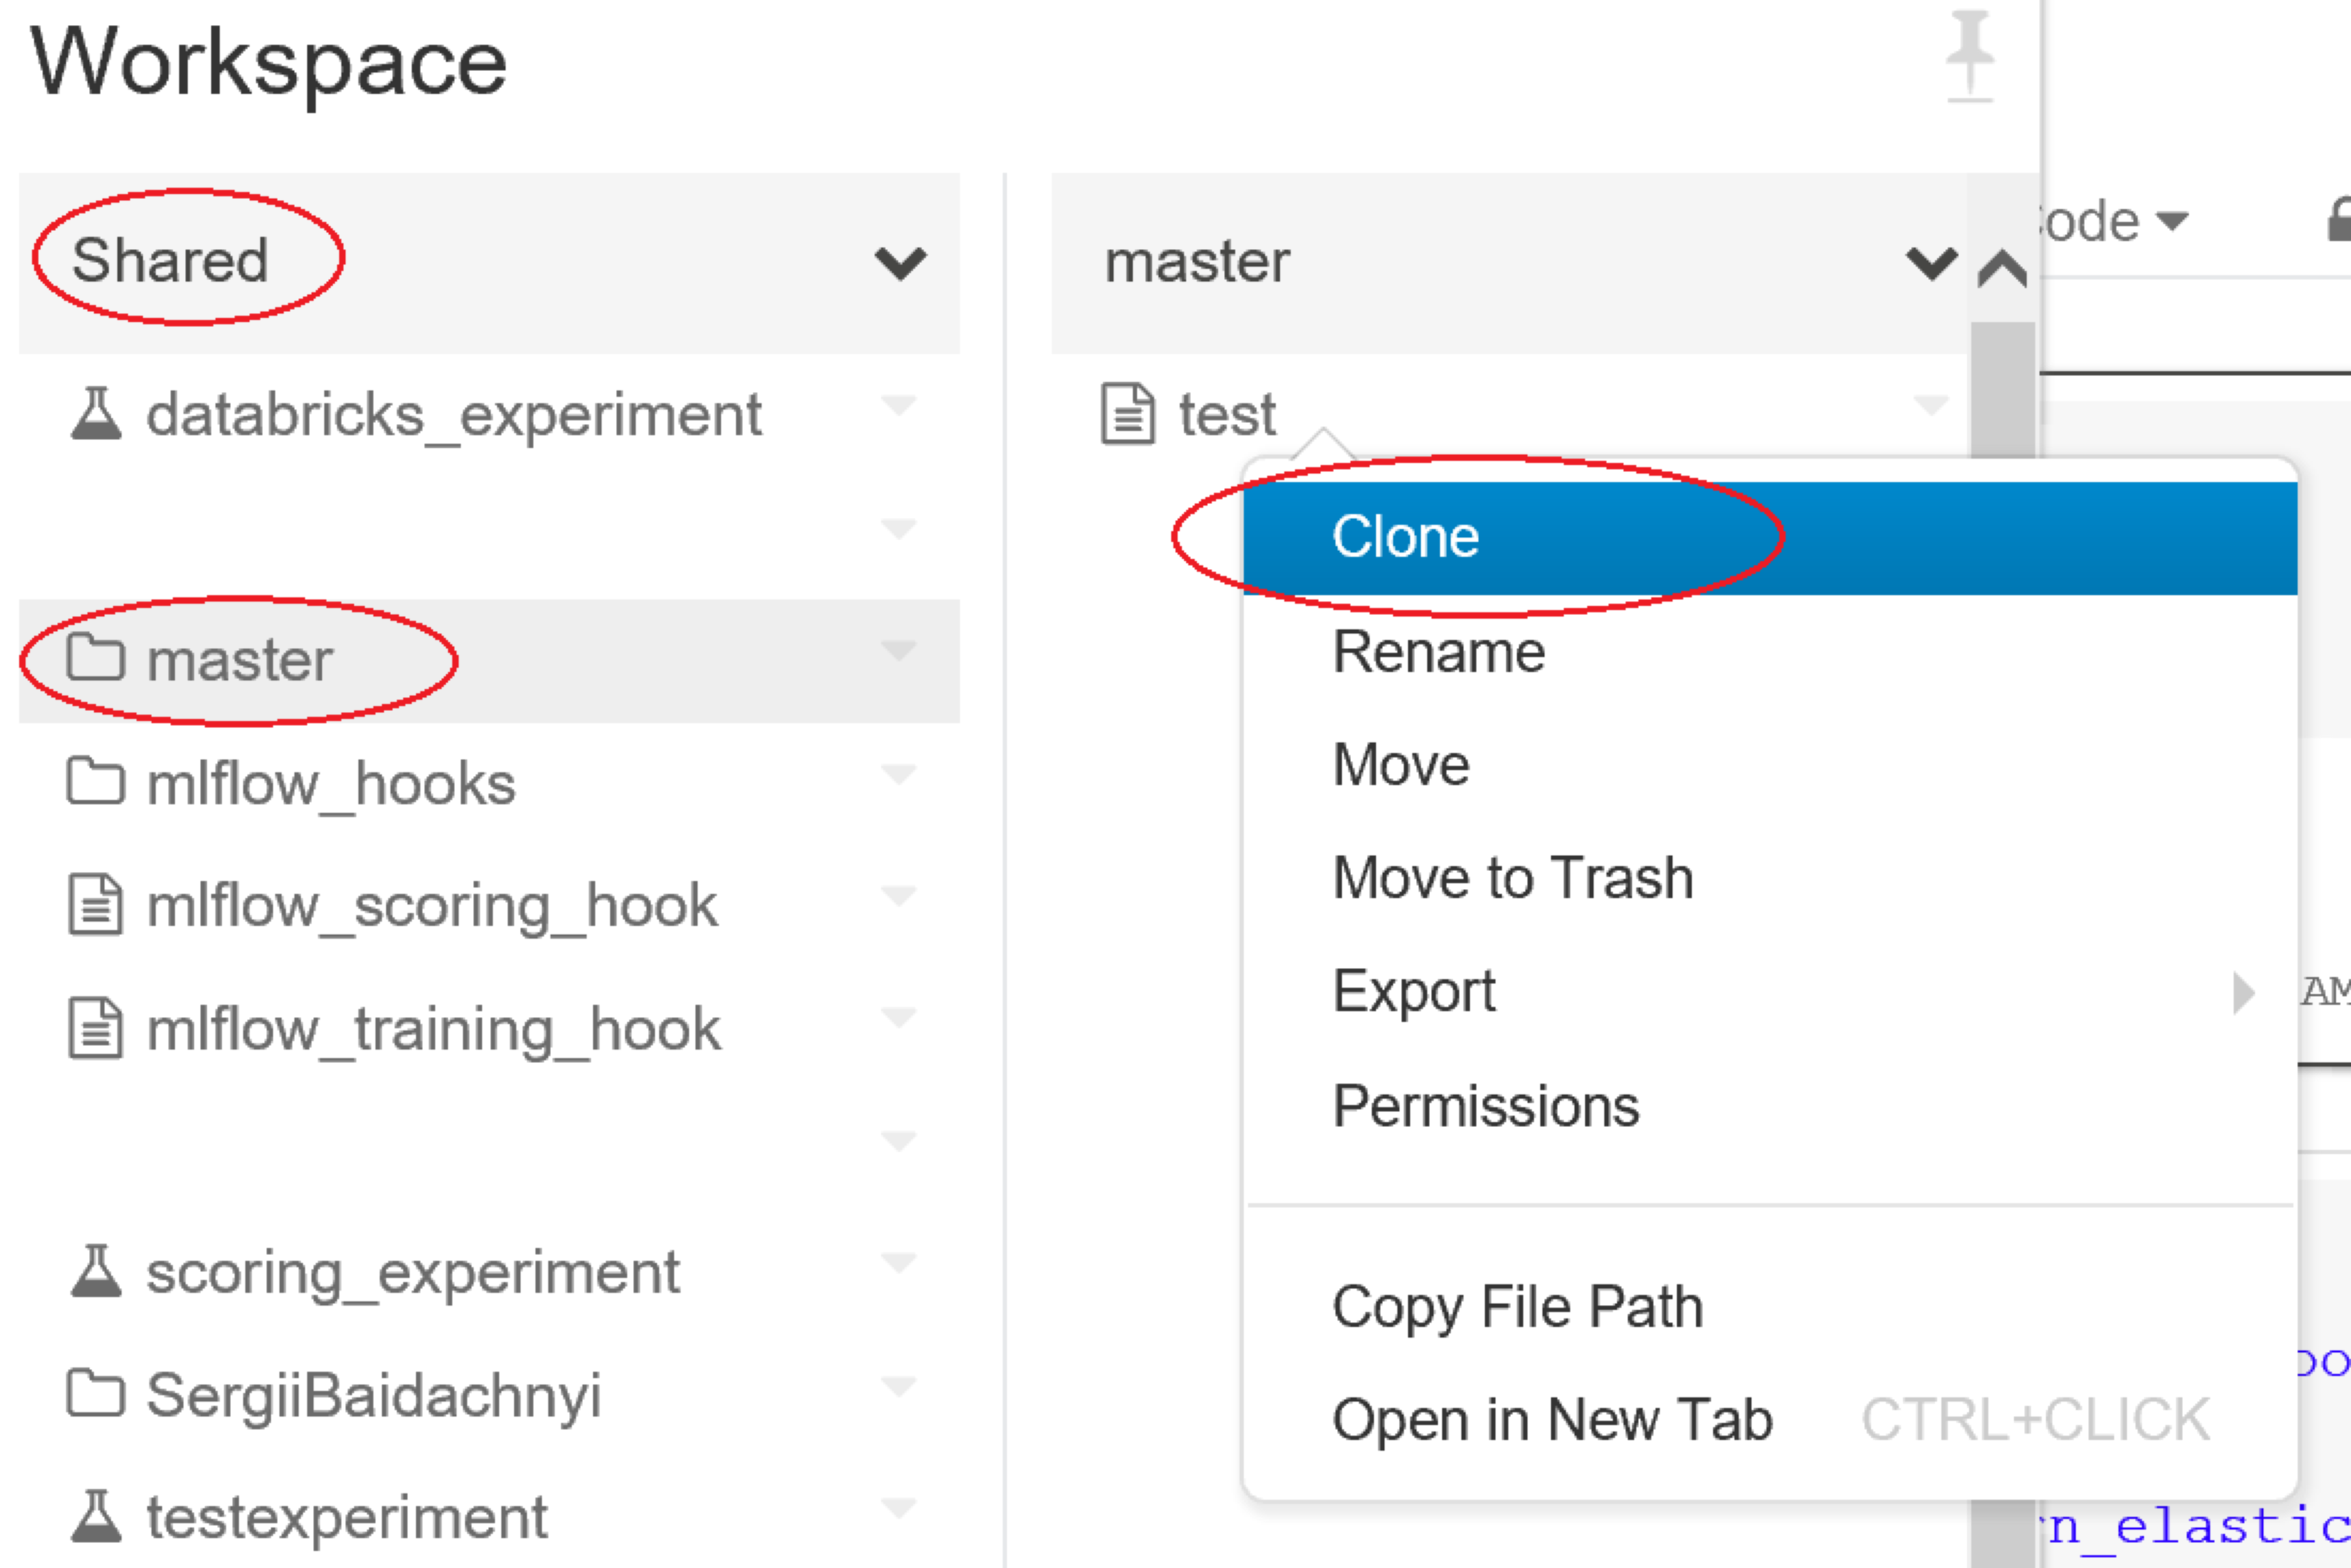 Workspace
Shared
databricks_experiment
master
mlflow_hooks
mlflow_scoring_hook
mlflow_training_hook
scoring_experiment
SergiiBaidachnyi
testexperiment
master
test
Clone
Rename
Move
Move to Trash
Export
Permissions
Copy File Path
Open in New Tab CTRL+CLICK
ode
AM
oo
n_elastic